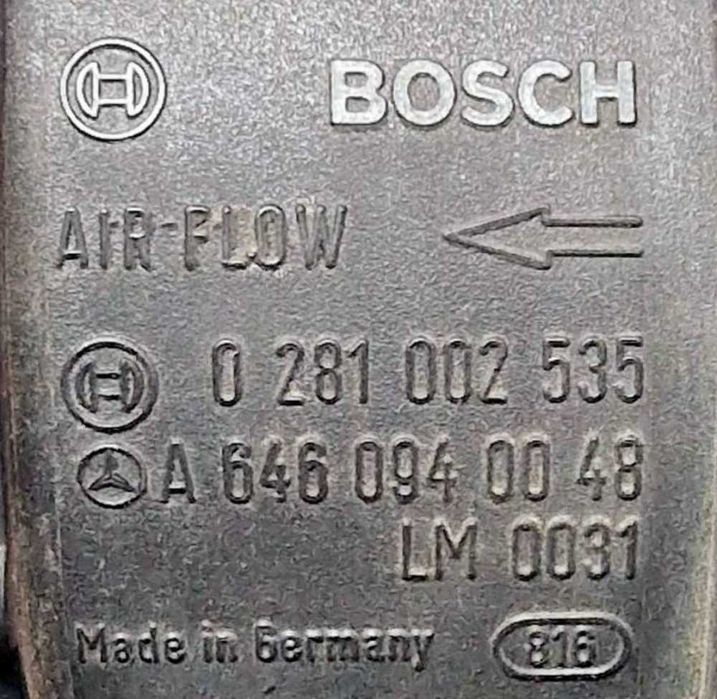 BOSCH
AIR FLOW
0 281 002 535
A 646 094 00 48
LM 0031
Made in Germany 816